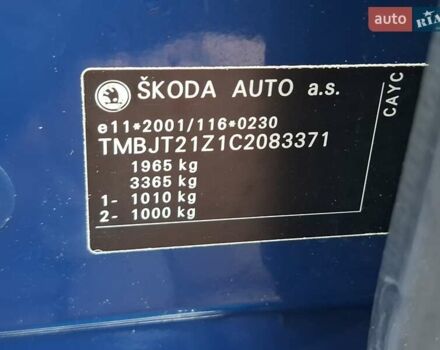 auto RIA
ŠKODA AUTO a.s.
e11*2001/116*0230
TMBJT21Z1C2083371
1965 kg
3365 kg
1- 1010 kg
2- 1000 kg
CAYC